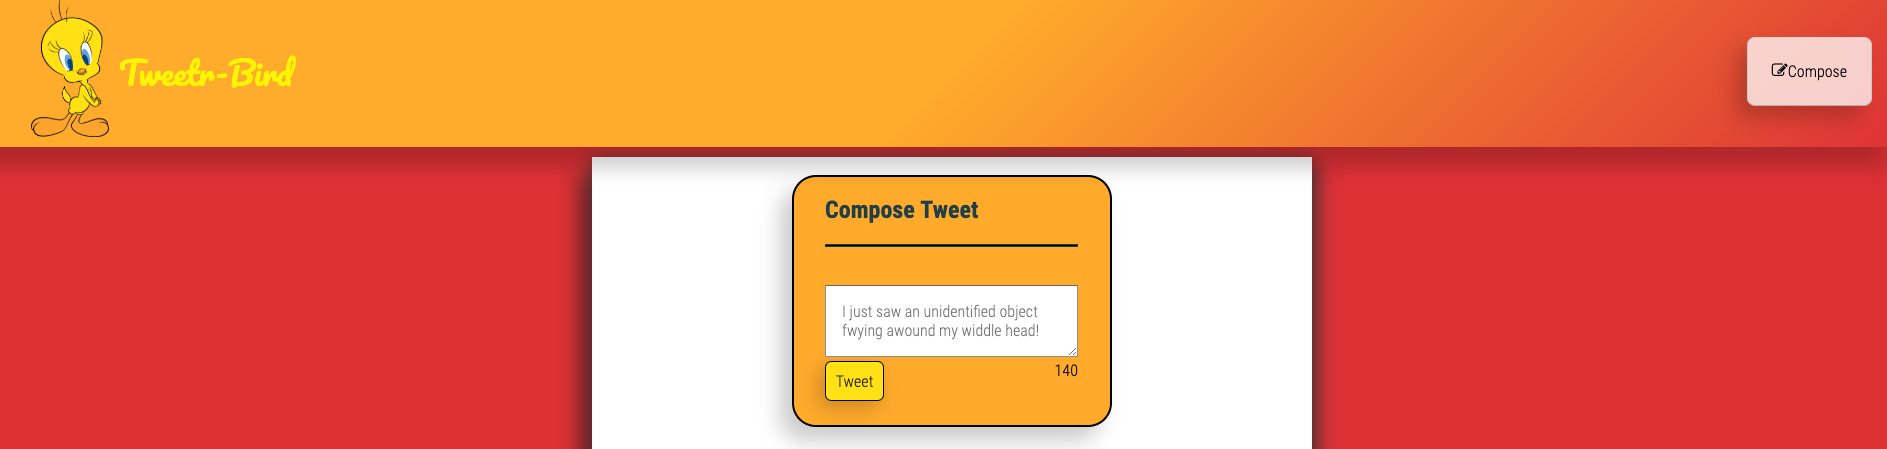 Tweetr-Bird
Compose
Compose Tweet
I just saw an unidentified object
fwying awound my widdle head!
Tweet
140